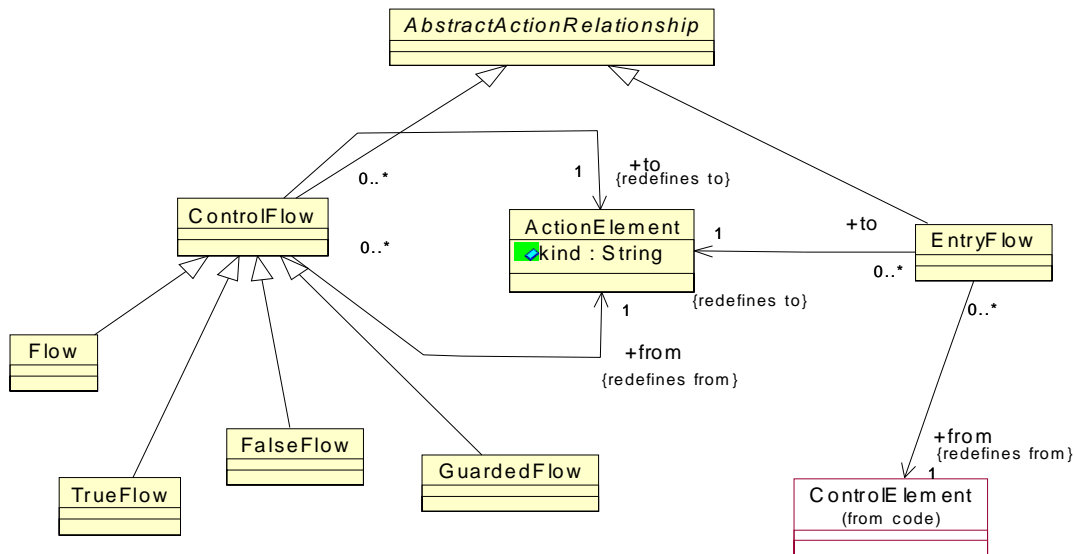 AbstractActionRelationship
+to
1
{redefines to}
0..*
ControlFlow
ActionElement
kind : String
1
+to
EntryFlow
0..*
0..*
{redefines to}
0..*
1
+from
{redefines from}
Flow
FalseFlow
GuardedFlow
TrueFlow
+from
{redefines from}
1
ControlElement
(from code)